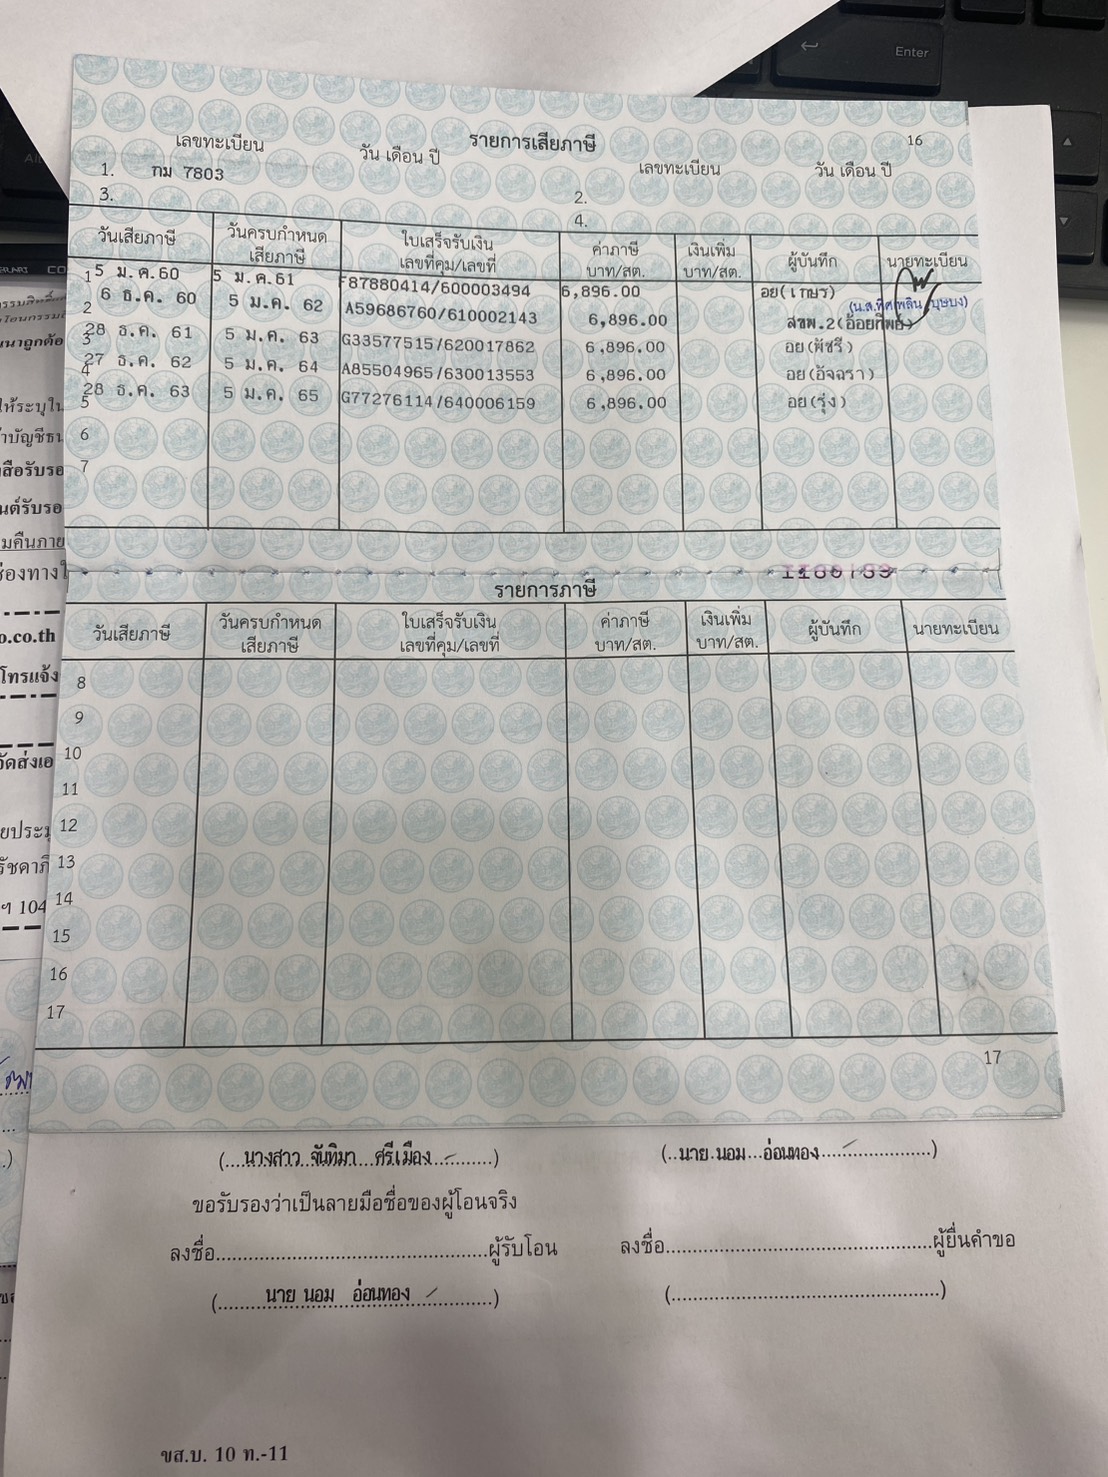 Enter
รายการเสียภาษี
16
เลขทะเบียน วัน เดือน ปี เลขทะเบียน วัน เดือน ปี
1. กม 7803 2.
3. 4.
วันเสียภาษี วันครบกำหนดเสียภาษี ใบเสร็จรับเงิน เลขที่คุม/เลขที่ ค่าภาษี บาท/สต. เงินเพิ่ม บาท/สต. ผู้บันทึก นายทะเบียน
1 5 ม.ค.60 5 ม.ค.61 F87880414/600003494 6,896.00 อย(เกษร)
2 6 ธ.ค. 60 5 ม.ค. 62 A59686760/610002143 6,896.00 สขพ.2(อ้อยทิพย์)
3 28 ธ.ค. 61 5 ม.ค. 63 G33577515/620017862 6,896.00 อย(พัชรี)
4 27 ธ.ค. 62 5 ม.ค. 64 A85504965/630013553 6,896.00 อย(อัจฉรา)
5 28 ธ.ค. 63 5 ม.ค. 65 G77276114/640006159 6,896.00 อย(รุ่ง)
6
7
รายการภาษี
วันเสียภาษี วันครบกำหนดเสียภาษี ใบเสร็จรับเงิน เลขที่คุม/เลขที่ ค่าภาษี บาท/สต. เงินเพิ่ม บาท/สต. ผู้บันทึก นายทะเบียน
8
9
10
11
12
13
14
15
16
17
17
(...นางสาว จันทิมา ศรีเมือง.......) (..นาย นอม อ่อนทอง....................)
ขอรับรองว่าเป็นลายมือชื่อของผู้โอนจริง
ลงชื่อ................................................ผู้รับโอน ลงชื่อ................................................ผู้ยื่นคำขอ
(.........นาย นอม อ่อนทอง..............) (................................................)
ขส.บ. 10 ท.-11